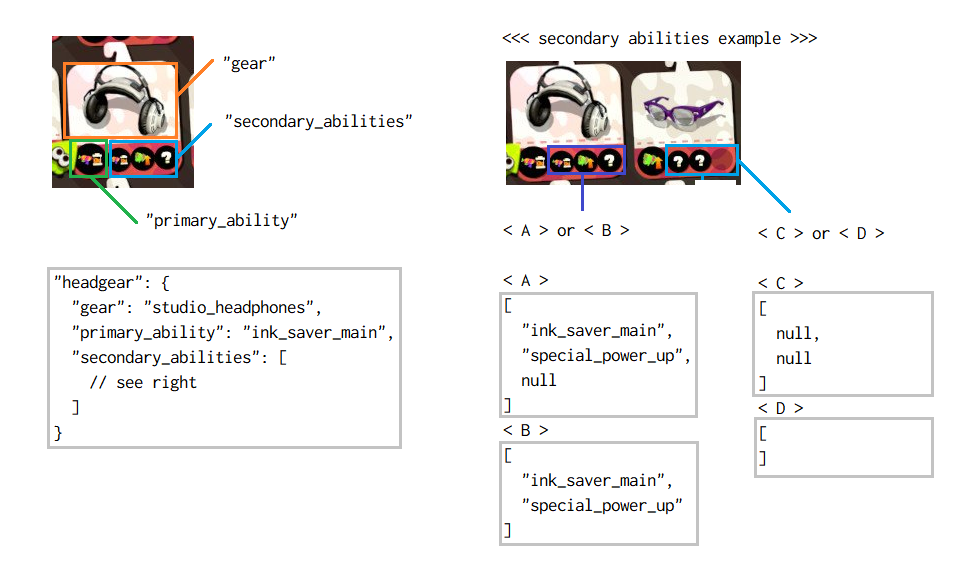 "gear"
"secondary_abilities"
"primary_ability"
"headgear": {
"gear": "studio_headphones",
"primary_ability": "ink_saver_main",
"secondary_abilities": [
// see right
]
}
<<< secondary abilities example >>>
? ? ?
< A > or < B >
< A >
[
"ink_saver_main",
"special_power_up",
null
]
< B >
[
"ink_saver_main",
"special_power_up"
]
< C > or < D >
< C >
[
null,
null
]
< D >
[
]